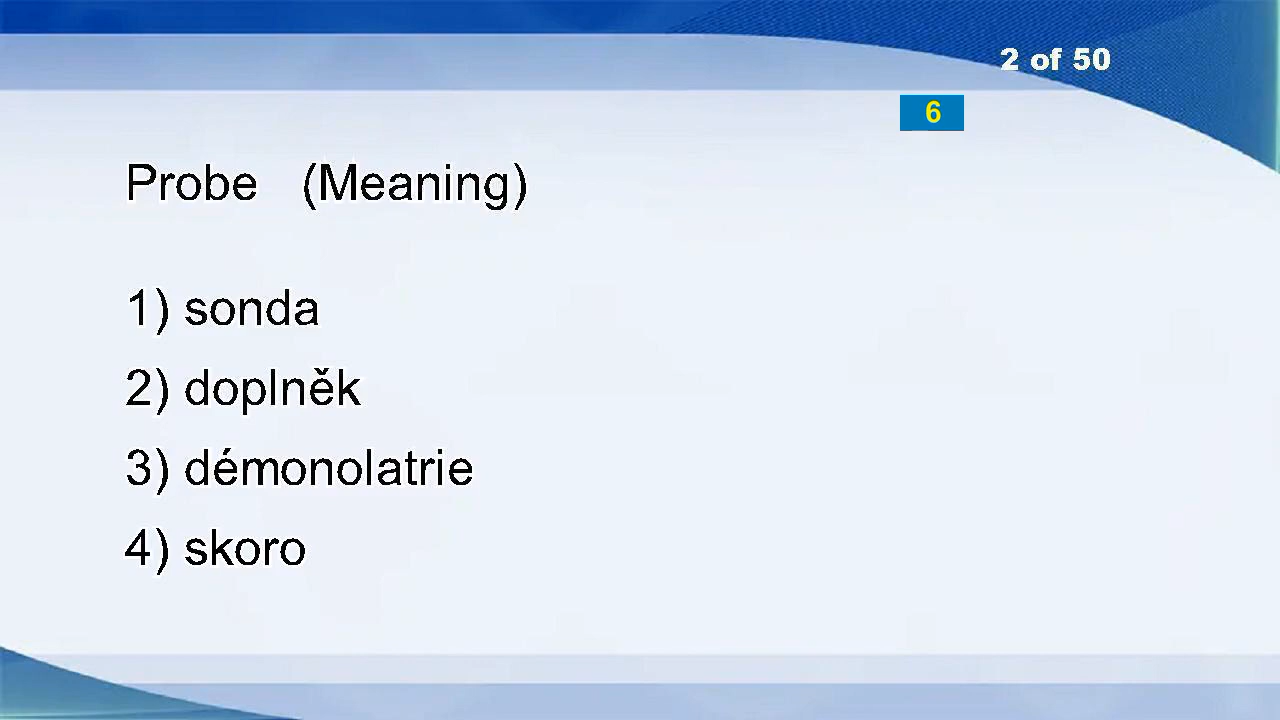 2 of 50
6
Probe (Meaning)
1) sonda
2) doplněk
3) démonolatrie
4) skoro